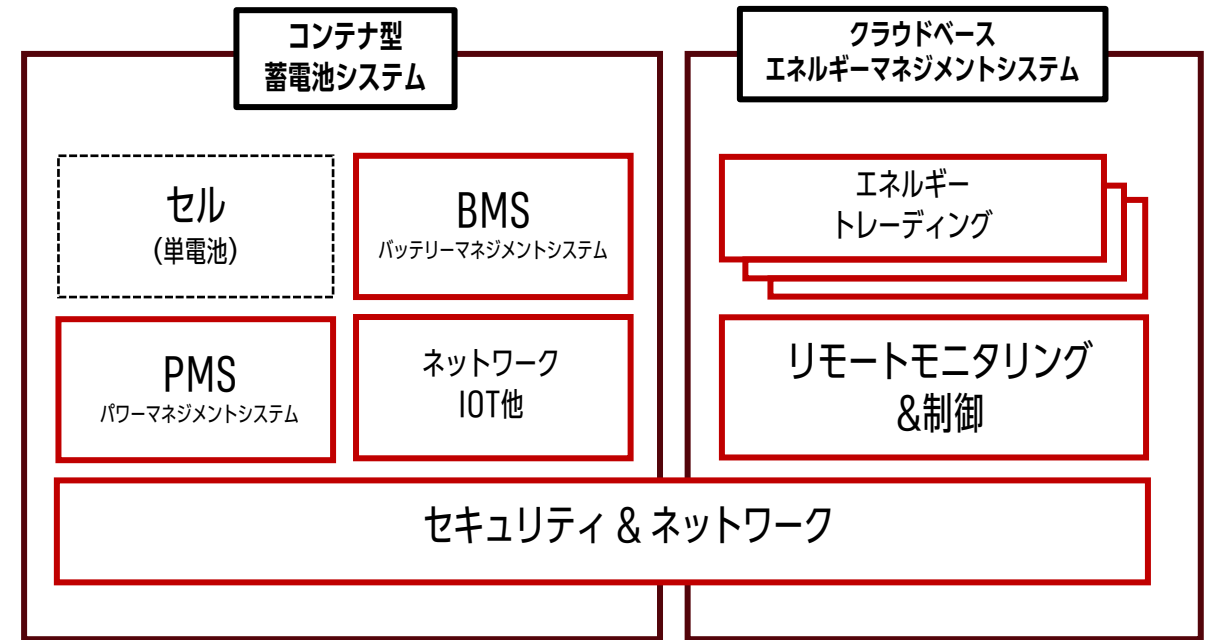 コンテナ型
蓄電池システム
クラウドベース
エネルギーマネジメントシステム
セル
(単電池)
BMS
バッテリーマネジメントシステム
PMS
パワーマネジメントシステム
ネットワーク
IOT他
エネルギー
トレーディング
リモートモニタリング
&制御
セキュリティ & ネットワーク